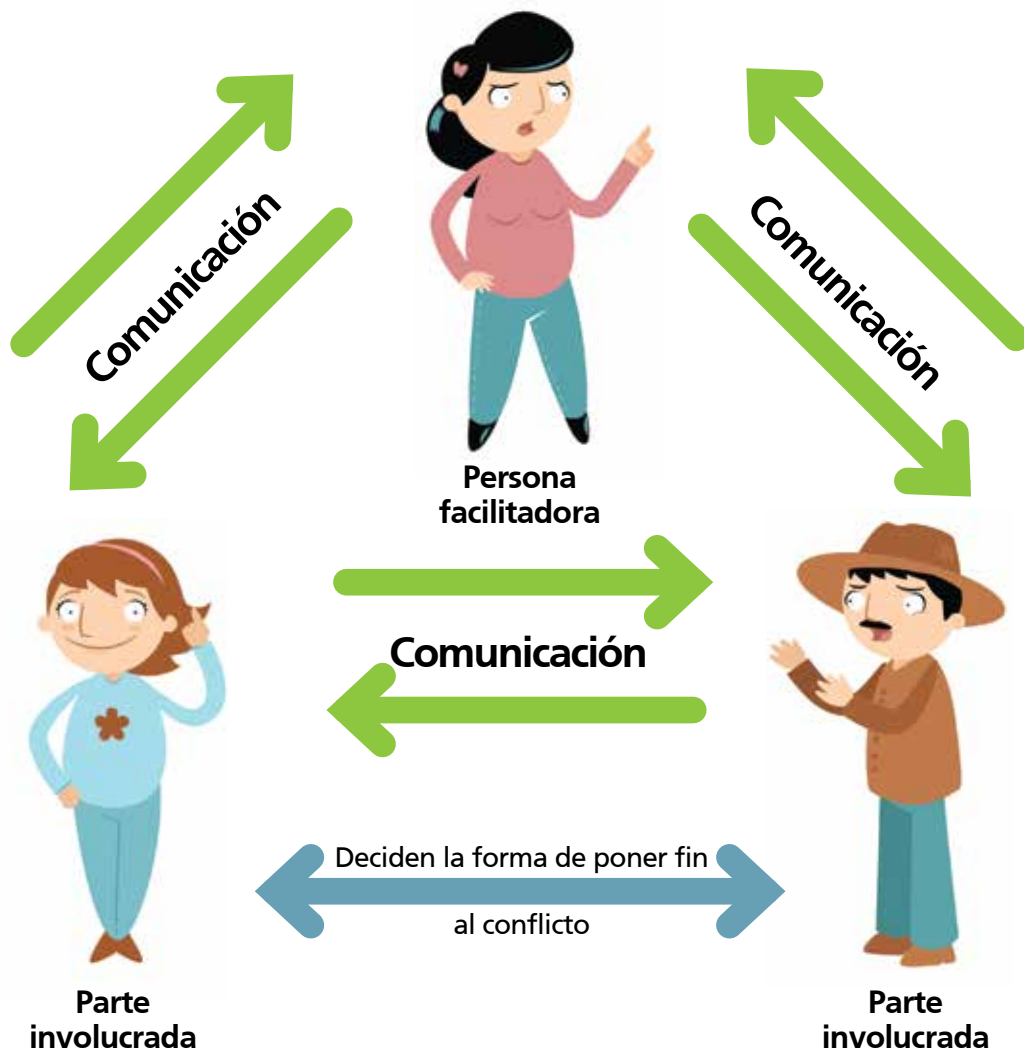 Comunicación
Comunicación
Persona
facilitadora
Comunicación
Deciden la forma de poner fin
al conflicto
Parte
involucrada
Parte
involucrada